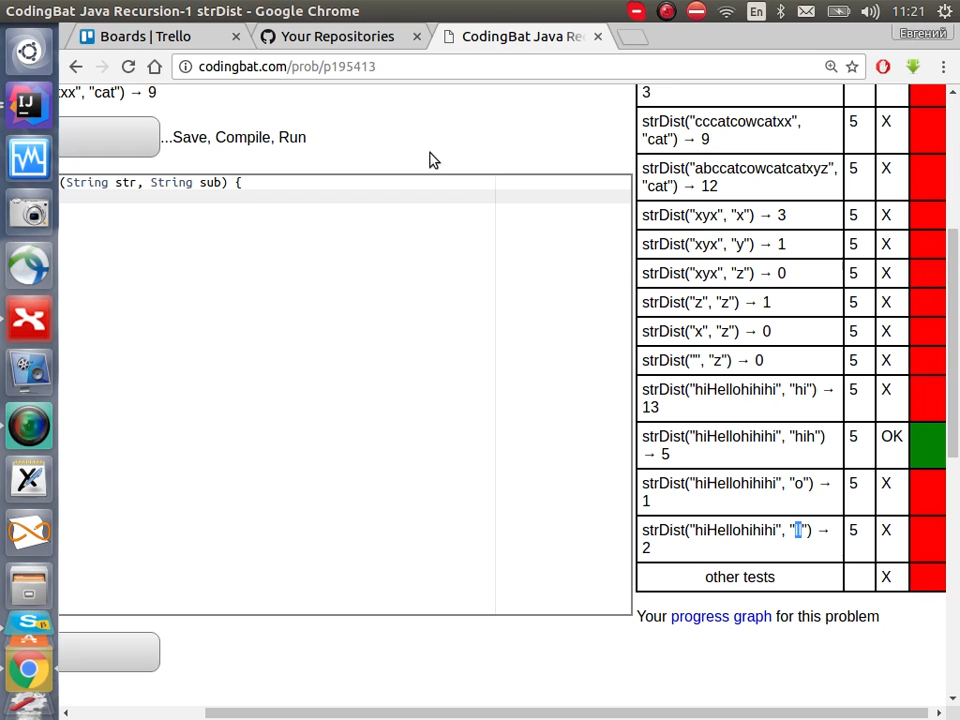 CodingBat Java Recursion-1 strDist - Google Chrome
En
11:21
Boards | Trello
Your Repositories
CodingBat Java Re
Евгений
codingbat.com/prob/p195413
xx", "cat") → 9
...Save, Compile, Run
(String str, String sub) {
3
strDist("cccatcowcatxx", 5 X
"cat") → 9
strDist("abccatcowcatcatxyz", 5 X
"cat") → 12
strDist("xyx", "x") → 3 5 X
strDist("xyx", "y") → 1 5 X
strDist("xyx", "z") → 0 5 X
strDist("z", "z") → 1 5 X
strDist("x", "z") → 0 5 X
strDist("", "z") → 0 5 X
strDist("hiHellohihihi", "hi") → 5 X
13
strDist("hiHellohihihi", "hih") 5 OK
→ 5
strDist("hiHellohihihi", "o") → 5 X
1
strDist("hiHellohihihi", "ll") → 5 X
2
other tests X
Your progress graph for this problem